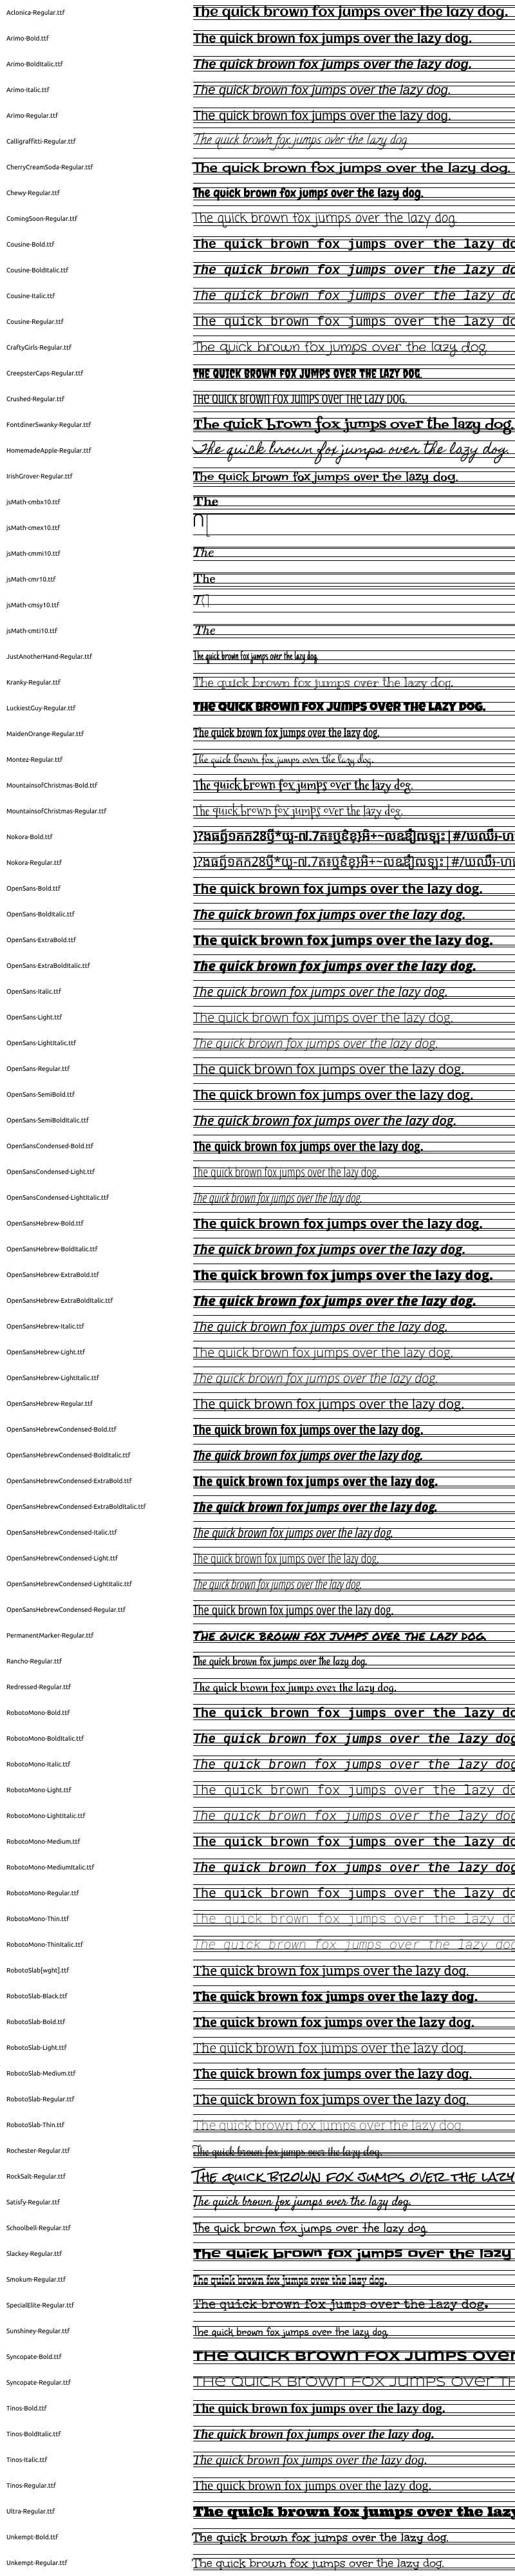 Aclonica-Regular.ttf The quick brown fox jumps over the lazy dog.
Arimo-Bold.ttf The quick brown fox jumps over the lazy dog.
Arimo-BoldItalic.ttf The quick brown fox jumps over the lazy dog.
Arimo-Italic.ttf The quick brown fox jumps over the lazy dog.
Arimo-Regular.ttf The quick brown fox jumps over the lazy dog.
Calligraffitti-Regular.ttf The quick brown fox jumps over the lazy dog.
CherryCreamSoda-Regular.ttf The quick brown fox jumps over the lazy dog.
Chewy-Regular.ttf The quick brown fox jumps over the lazy dog.
ComingSoon-Regular.ttf The quick brown fox jumps over the lazy dog.
Cousine-Bold.ttf The quick brown fox jumps over the lazy do
Cousine-BoldItalic.ttf The quick brown fox jumps over the lazy do
Cousine-Italic.ttf The quick brown fox jumps over the lazy do
Cousine-Regular.ttf The quick brown fox jumps over the lazy do
CraftyGirls-Regular.ttf The quick brown fox jumps over the lazy dog.
CreepsterCaps-Regular.ttf THE QUICK BROWN FOX JUMPS OVER THE LAZY DOG.
Crushed-Regular.ttf THE QUICK BROWN FOX JUMPS OVER THE LAZY DOG.
FontdinerSwanky-Regular.ttf The quick brown fox jumps over the lazy dog.
HomemadeApple-Regular.ttf The quick brown fox jumps over the lazy dog.
IrishGrover-Regular.ttf The quick brown fox jumps over the lazy dog.
jsMath-cmbx10.ttf The
jsMath-cmex10.ttf
jsMath-cmmi10.ttf The
jsMath-cmr10.ttf The
jsMath-cmsy10.ttf
jsMath-cmti10.ttf The
JustAnotherHand-Regular.ttf The quick brown fox jumps over the lazy dog.
Kranky-Regular.ttf The quick brown fox jumps over the lazy dog.
LuckiestGuy-Regular.ttf THE QUICK BROWN FOX JUMPS OVER THE LAZY DOG.
MaidenOrange-Regular.ttf The quick brown fox jumps over the lazy dog.
Montez-Regular.ttf The quick brown fox jumps over the lazy dog.
MountainsofChristmas-Bold.ttf The quick brown fox jumps over the lazy dog.
MountainsofChristmas-Regular.ttf The quick brown fox jumps over the lazy dog.
Nokora-Bold.ttf
Nokora-Regular.ttf
OpenSans-Bold.ttf The quick brown fox jumps over the lazy dog.
OpenSans-BoldItalic.ttf The quick brown fox jumps over the lazy dog.
OpenSans-ExtraBold.ttf The quick brown fox jumps over the lazy dog.
OpenSans-ExtraBoldItalic.ttf The quick brown fox jumps over the lazy dog.
OpenSans-Italic.ttf The quick brown fox jumps over the lazy dog.
OpenSans-Light.ttf The quick brown fox jumps over the lazy dog.
OpenSans-LightItalic.ttf The quick brown fox jumps over the lazy dog.
OpenSans-Regular.ttf The quick brown fox jumps over the lazy dog.
OpenSans-SemiBold.ttf The quick brown fox jumps over the lazy dog.
OpenSans-SemiBoldItalic.ttf The quick brown fox jumps over the lazy dog.
OpenSansCondensed-Bold.ttf The quick brown fox jumps over the lazy dog.
OpenSansCondensed-Light.ttf The quick brown fox jumps over the lazy dog.
OpenSansCondensed-LightItalic.ttf The quick brown fox jumps over the lazy dog.
OpenSansHebrew-Bold.ttf The quick brown fox jumps over the lazy dog.
OpenSansHebrew-BoldItalic.ttf The quick brown fox jumps over the lazy dog.
OpenSansHebrew-ExtraBold.ttf The quick brown fox jumps over the lazy dog.
OpenSansHebrew-ExtraBoldItalic.ttf The quick brown fox jumps over the lazy dog.
OpenSansHebrew-Italic.ttf The quick brown fox jumps over the lazy dog.
OpenSansHebrew-Light.ttf The quick brown fox jumps over the lazy dog.
OpenSansHebrew-LightItalic.ttf The quick brown fox jumps over the lazy dog.
OpenSansHebrew-Regular.ttf The quick brown fox jumps over the lazy dog.
OpenSansHebrewCondensed-Bold.ttf The quick brown fox jumps over the lazy dog.
OpenSansHebrewCondensed-BoldItalic.ttf The quick brown fox jumps over the lazy dog.
OpenSansHebrewCondensed-ExtraBold.ttf The quick brown fox jumps over the lazy dog.
OpenSansHebrewCondensed-ExtraBoldItalic.ttf The quick brown fox jumps over the lazy dog.
OpenSansHebrewCondensed-Italic.ttf The quick brown fox jumps over the lazy dog.
OpenSansHebrewCondensed-Light.ttf The quick brown fox jumps over the lazy dog.
OpenSansHebrewCondensed-LightItalic.ttf The quick brown fox jumps over the lazy dog.
OpenSansHebrewCondensed-Regular.ttf The quick brown fox jumps over the lazy dog.
PermanentMarker-Regular.ttf THE QUICK BROWN FOX JUMPS OVER THE LAZY DOG.
Rancho-Regular.ttf The quick brown fox jumps over the lazy dog.
Redressed-Regular.ttf The quick brown fox jumps over the lazy dog.
RobotoMono-Bold.ttf The quick brown fox jumps over the lazy do
RobotoMono-BoldItalic.ttf The quick brown fox jumps over the lazy dog
RobotoMono-Italic.ttf The quick brown fox jumps over the lazy dog
RobotoMono-Light.ttf The quick brown fox jumps over the lazy do
RobotoMono-LightItalic.ttf The quick brown fox jumps over the lazy dog
RobotoMono-Medium.ttf The quick brown fox jumps over the lazy do
RobotoMono-MediumItalic.ttf The quick brown fox jumps over the lazy dog
RobotoMono-Regular.ttf The quick brown fox jumps over the lazy do
RobotoMono-Thin.ttf The quick brown fox jumps over the lazy do
RobotoMono-ThinItalic.ttf The quick brown fox jumps over the lazy dog
RobotoSlab[wght].ttf The quick brown fox jumps over the lazy dog.
RobotoSlab-Black.ttf The quick brown fox jumps over the lazy dog.
RobotoSlab-Bold.ttf The quick brown fox jumps over the lazy dog.
RobotoSlab-Light.ttf The quick brown fox jumps over the lazy dog.
RobotoSlab-Medium.ttf The quick brown fox jumps over the lazy dog.
RobotoSlab-Regular.ttf The quick brown fox jumps over the lazy dog.
RobotoSlab-Thin.ttf The quick brown fox jumps over the lazy dog.
Rochester-Regular.ttf The quick brown fox jumps over the lazy dog.
RockSalt-Regular.ttf THE QUICK BROWN FOX JUMPS OVER THE LAZY
Satisfy-Regular.ttf The quick brown fox jumps over the lazy dog.
Schoolbell-Regular.ttf The quick brown fox jumps over the lazy dog.
Slackey-Regular.ttf The quick brown fox jumps over the lazy
Smokum-Regular.ttf The quick brown fox jumps over the lazy dog.
SpecialElite-Regular.ttf The quick brown fox jumps over the lazy dog.
Sunshiney-Regular.ttf The quick brown fox jumps over the lazy dog.
Syncopate-Bold.ttf THE QUICK BROWN FOX JUMPS OVER
Syncopate-Regular.ttf THE QUICK BROWN FOX JUMPS OVER TH
Tinos-Bold.ttf The quick brown fox jumps over the lazy dog.
Tinos-BoldItalic.ttf The quick brown fox jumps over the lazy dog.
Tinos-Italic.ttf The quick brown fox jumps over the lazy dog.
Tinos-Regular.ttf The quick brown fox jumps over the lazy dog.
Ultra-Regular.ttf The quick brown fox jumps over the lazy
Unkempt-Bold.ttf The quick brown fox jumps over the lazy dog.
Unkempt-Regular.ttf The quick brown fox jumps over the lazy dog.